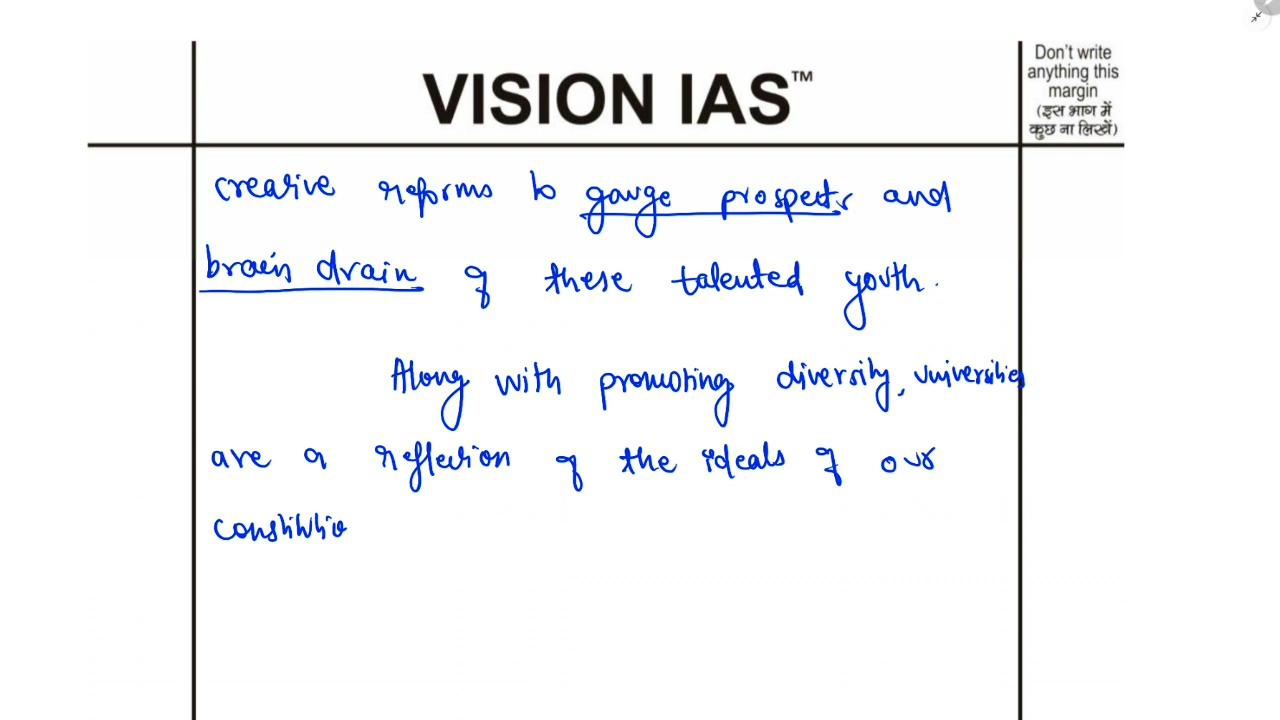 VISION IAS™
Don't write
anything this
margin
(इस भाग में
कुछ ना लिखें)
creative reforms to gauge prospects and
brain drain of these talented youth.
Along with promoting diversity, universities
are a reflection of the ideals of our
constitutio